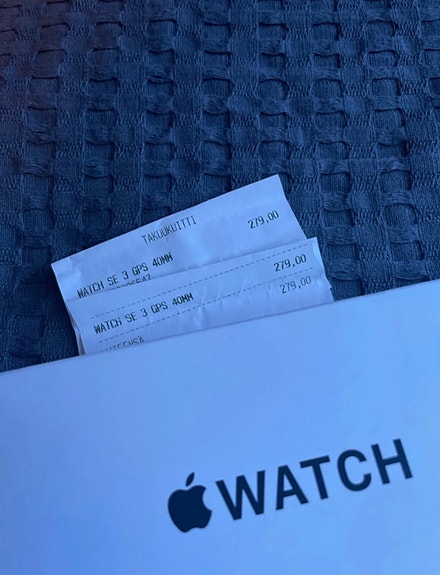 TAKUUKUITTI
WATCH SE 3 GPS 40MM 279,00
WATCH SE 3 GPS 40MM 279,00
279,00
WATCH